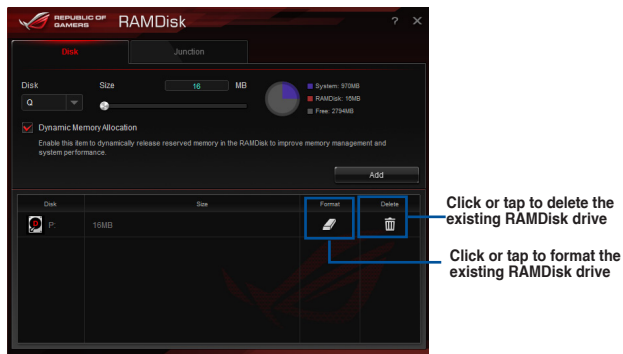 REPUBLIC OF
GAMERS
RAMDisk
? ×
Disk
Junction
Disk
Size
16
MB
Q
System: 970MB
RAMDisk: 16MB
Free: 2794MB
Dynamic Memory Allocation
Enable this item to dynamically release reserved memory in the RAMDisk to improve memory management and
system performance.
Add
Disk
Size
Format
Delete
P:
16MB
Click or tap to delete the
existing RAMDisk drive
Click or tap to format the
existing RAMDisk drive